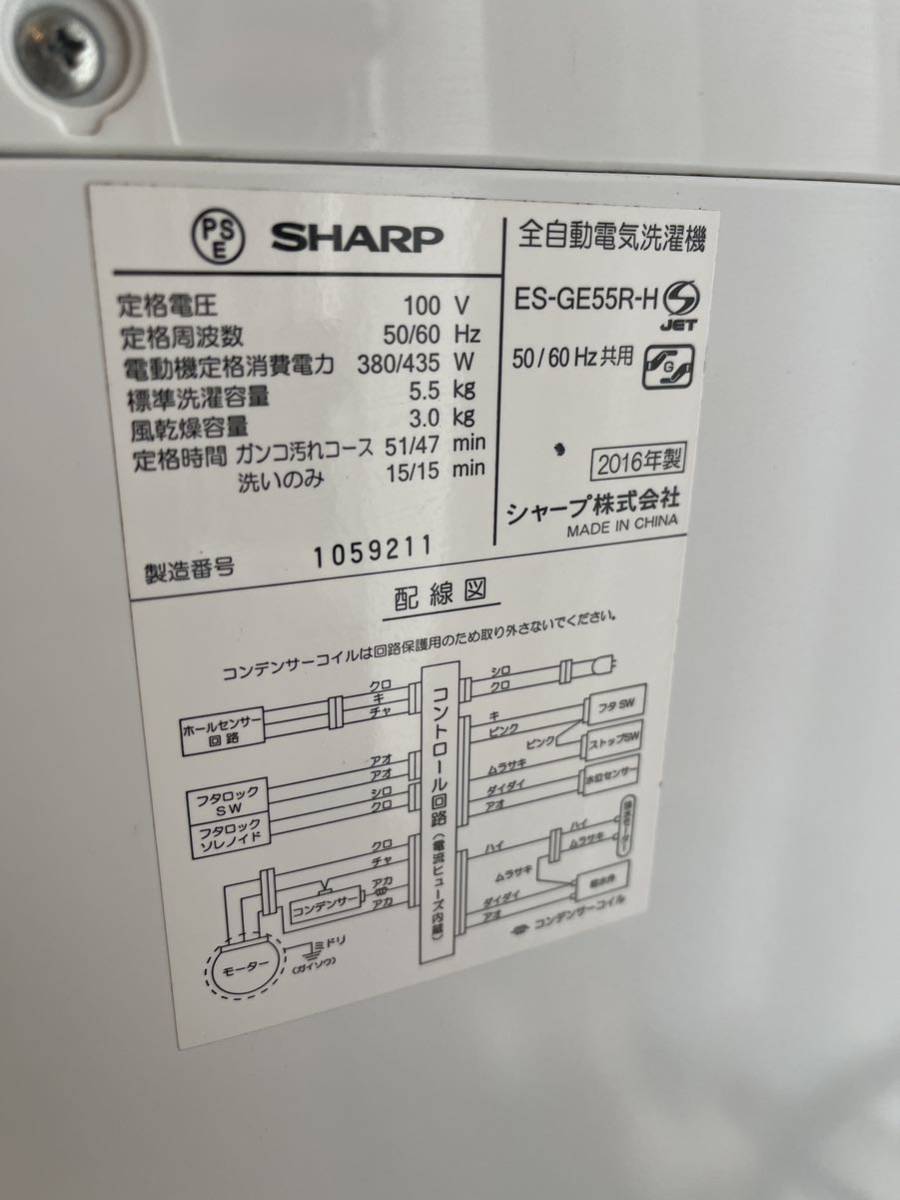 PSE SHARP
定格電圧 100 V
定格周波数 50/60 Hz
電動機定格消費電力 380/435 W
標準洗濯容量 5.5 kg
風乾燥容量 3.0 kg
定格時間 ガンコ汚れコース 51/47 min
洗いのみ 15/15 min
製造番号 1059211
全自動電気洗濯機
ES-GE55R-H S JET
50/60Hz共用 G
2016年製
シャープ株式会社
MADE IN CHINA
配線図
コンデンサーコイルは回路保護用のため取り外さないでください。
ホールセンサー
回路
クロ
キ
チャ
フタロック
SW
アオ
アオ
フタロック
ソレノイド
シロ
クロ
クロ
チャ
アカ
アカ
コンデンサー
モーター
ミドリ
(ガイソウ)
コントロール回路(電流ヒューズ内蔵)
シロ
クロ
キ
ピンク
フタSW
ピンク
ストップSW
ムラサキ
ダイダイ
アオ
水位センサー
ハイ
ハイ
ムラサキ
ムラサキ
ダイダイ
アオ
コンデンサーコイル